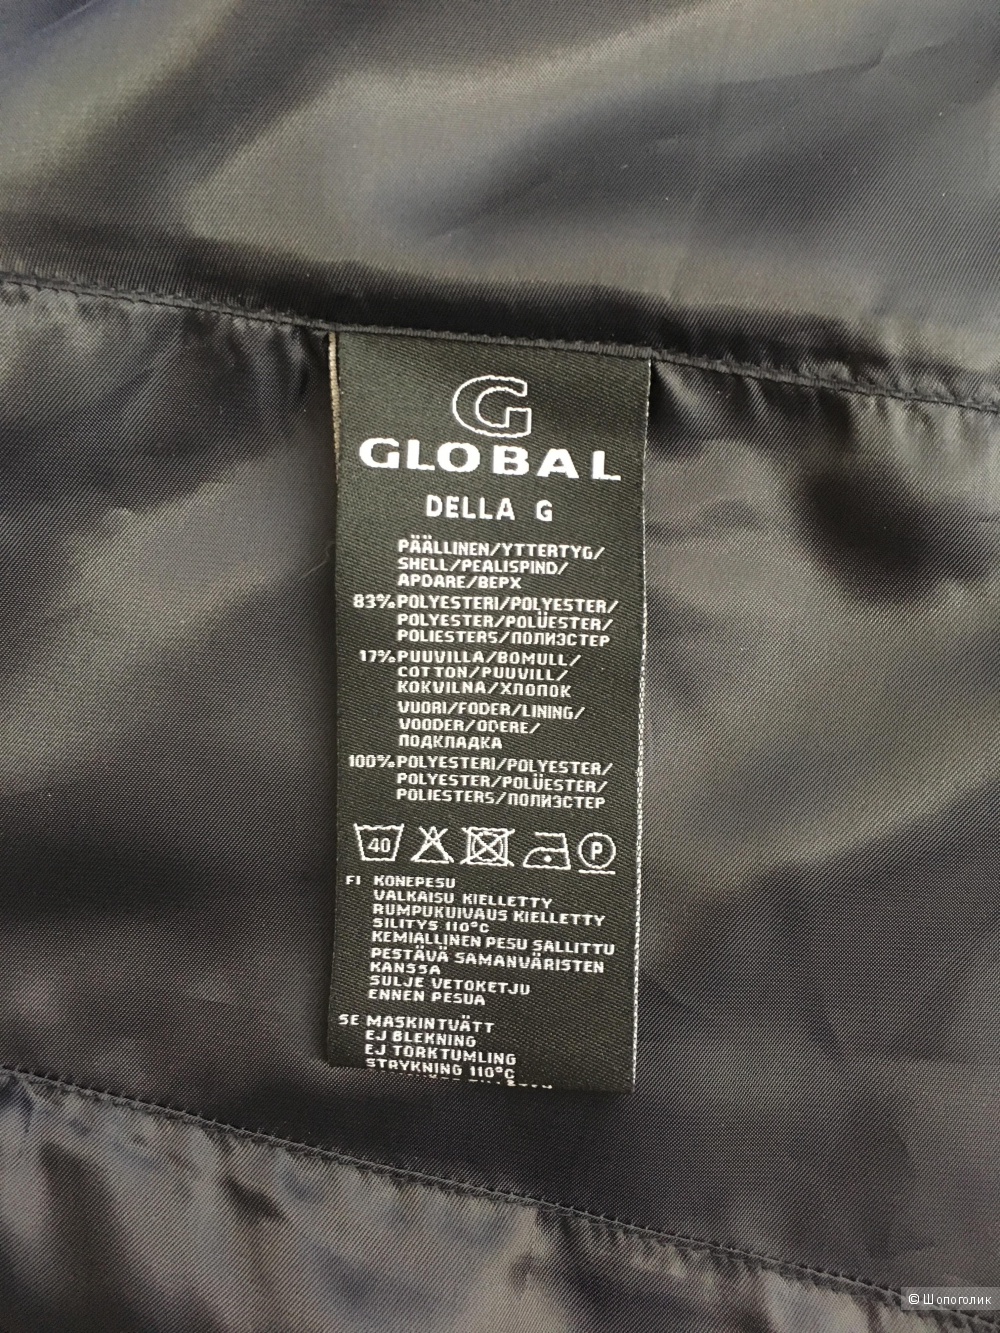 G
GLOBAL
DELLA G
PÄÄLLINEN/YTTERTYG/
SHELL/PEALISPIND/
APDARE/ВЕРХ
83% POLYESTERI/POLYESTER/
POLYESTER/POLÜESTER/
POLIESTERS/ПОЛИЭСТЕР
17% PUUVILLA/BOMULL/
COTTON/PUUVILL/
KOKVILNA/ХЛОПОК
VUORI/FODER/LINING/
VOODER/ODERE/
ПОДКЛАДКА
100% POLYESTERI/POLYESTER/
POLYESTER/POLÜESTER/
POLIESTERS/ПОЛИЭСТЕР
40 P
FI KONEPESU
VALKAISU KIELLETTY
RUMPUKUIVAUS KIELLETTY
SILITYS 110°C
KEMIALLINEN PESU SALLITTU
PESTÄVÄ SAMANVÄRISTEN
KANSSA
SULJE VETOKETJU
ENNEN PESUA
SE MASKINTVÄTT
EJ BLEKNING
EJ TORKTUMLING
STRYKNING 110°C
© Шопоголик